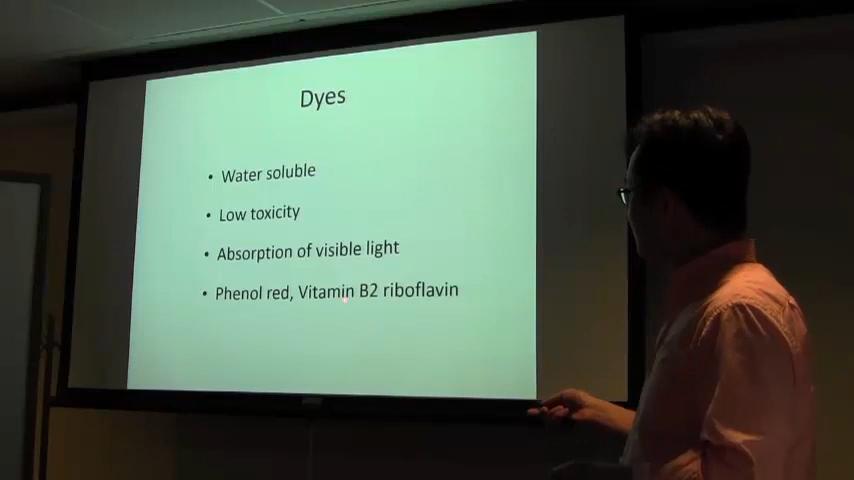 Dyes
• Water soluble
• Low toxicity
• Absorption of visible light
• Phenol red, Vitamin B2 riboflavin